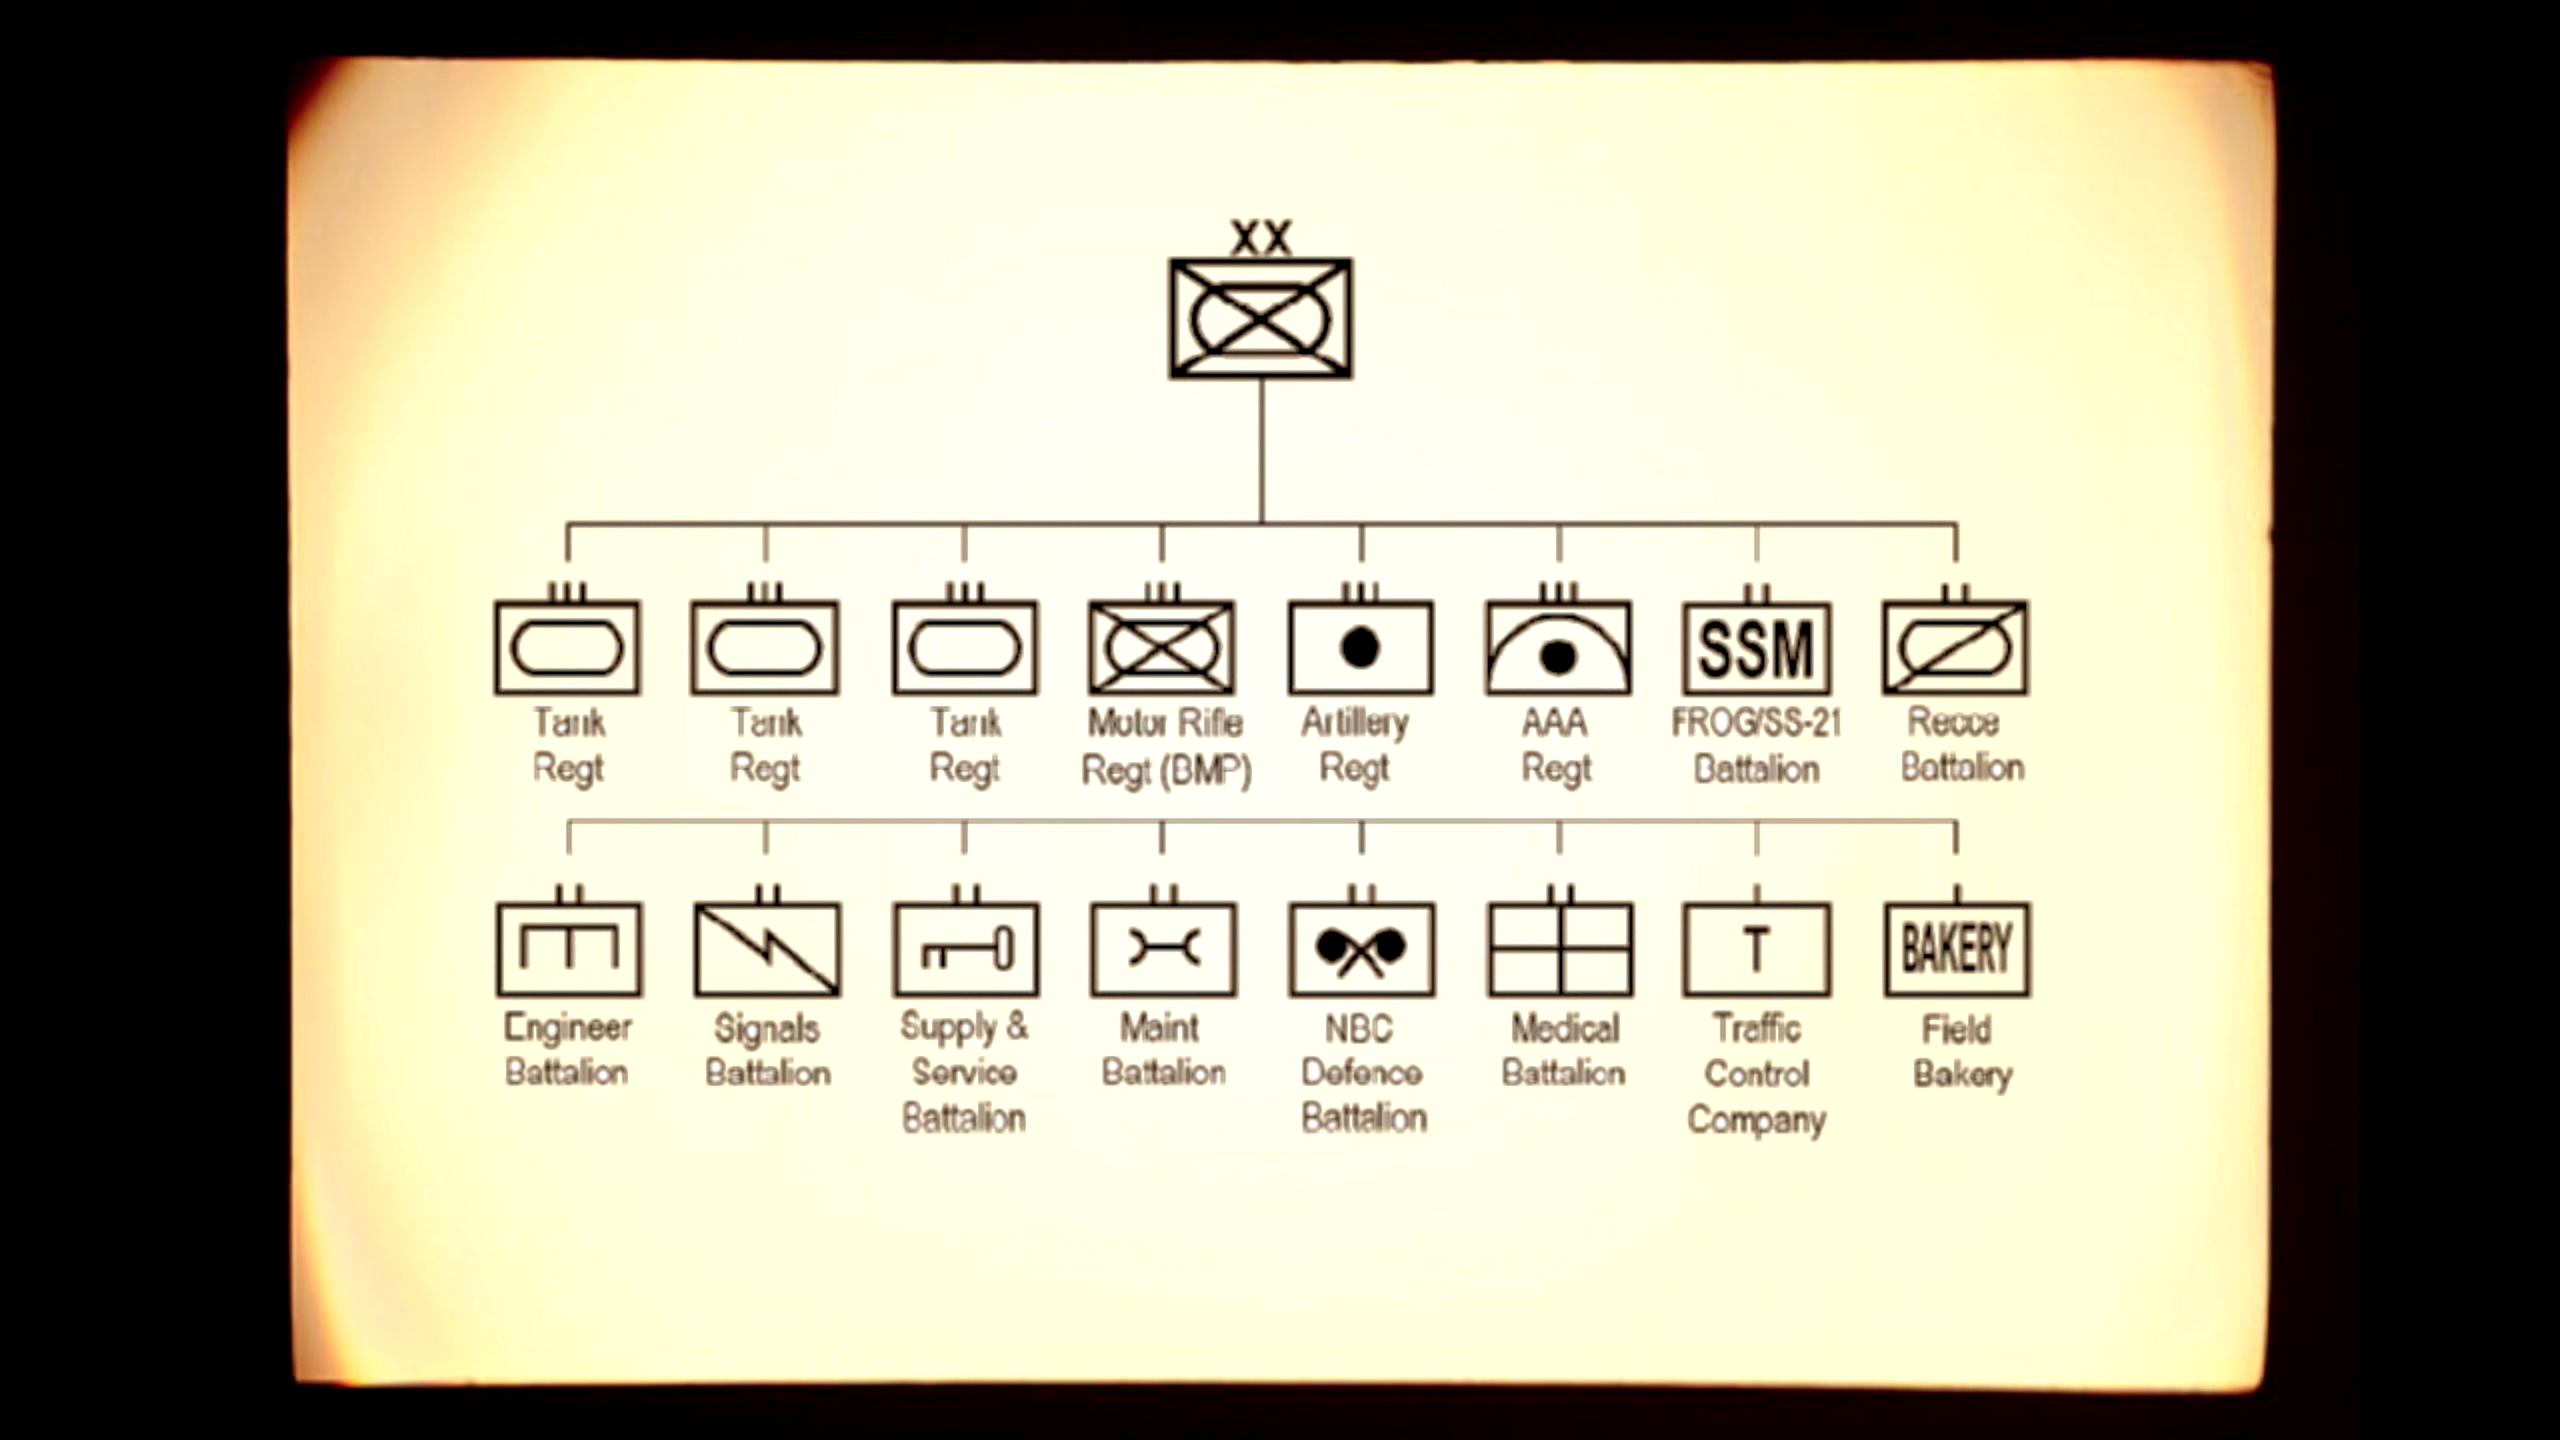 XX
Tank
Regt
Tank
Regt
Tank
Regt
Motor Rifle
Regt (BMP)
Artillery
Regt
AAA
Regt
SSM
FROG/SS-21
Battalion
Recce
Battalion
Engineer
Battalion
Signals
Battalion
Supply &
Service
Battalion
Maint
Battalion
NBC
Defence
Battalion
Medical
Battalion
T
Traffic
Control
Company
BAKERY
Field
Bakery